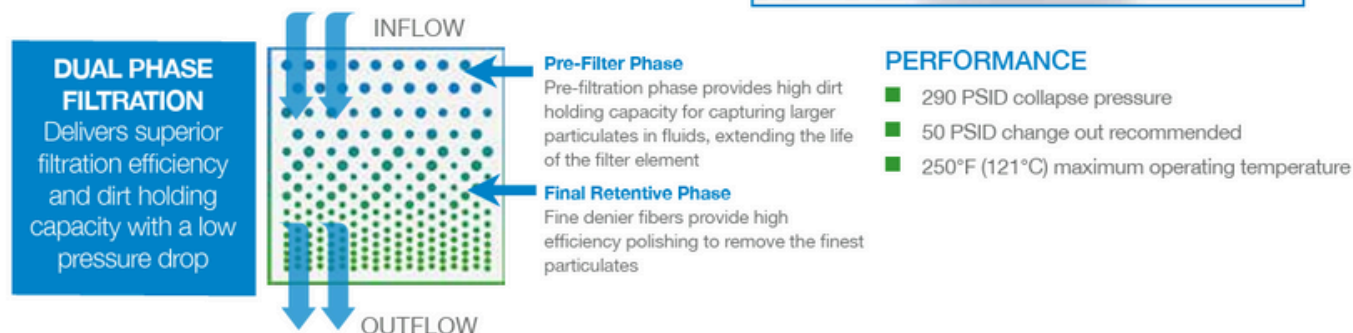 DUAL PHASE
FILTRATION
Delivers superior
filtration efficiency
and dirt holding
capacity with a low
pressure drop
INFLOW
OUTFLOW
Pre-Filter Phase
Pre-filtration phase provides high dirt
holding capacity for capturing larger
particulates in fluids, extending the life
of the filter element
Final Retentive Phase
Fine denier fibers provide high
efficiency polishing to remove the finest
particulates
PERFORMANCE
290 PSID collapse pressure
50 PSID change out recommended
250°F (121°C) maximum operating temperature